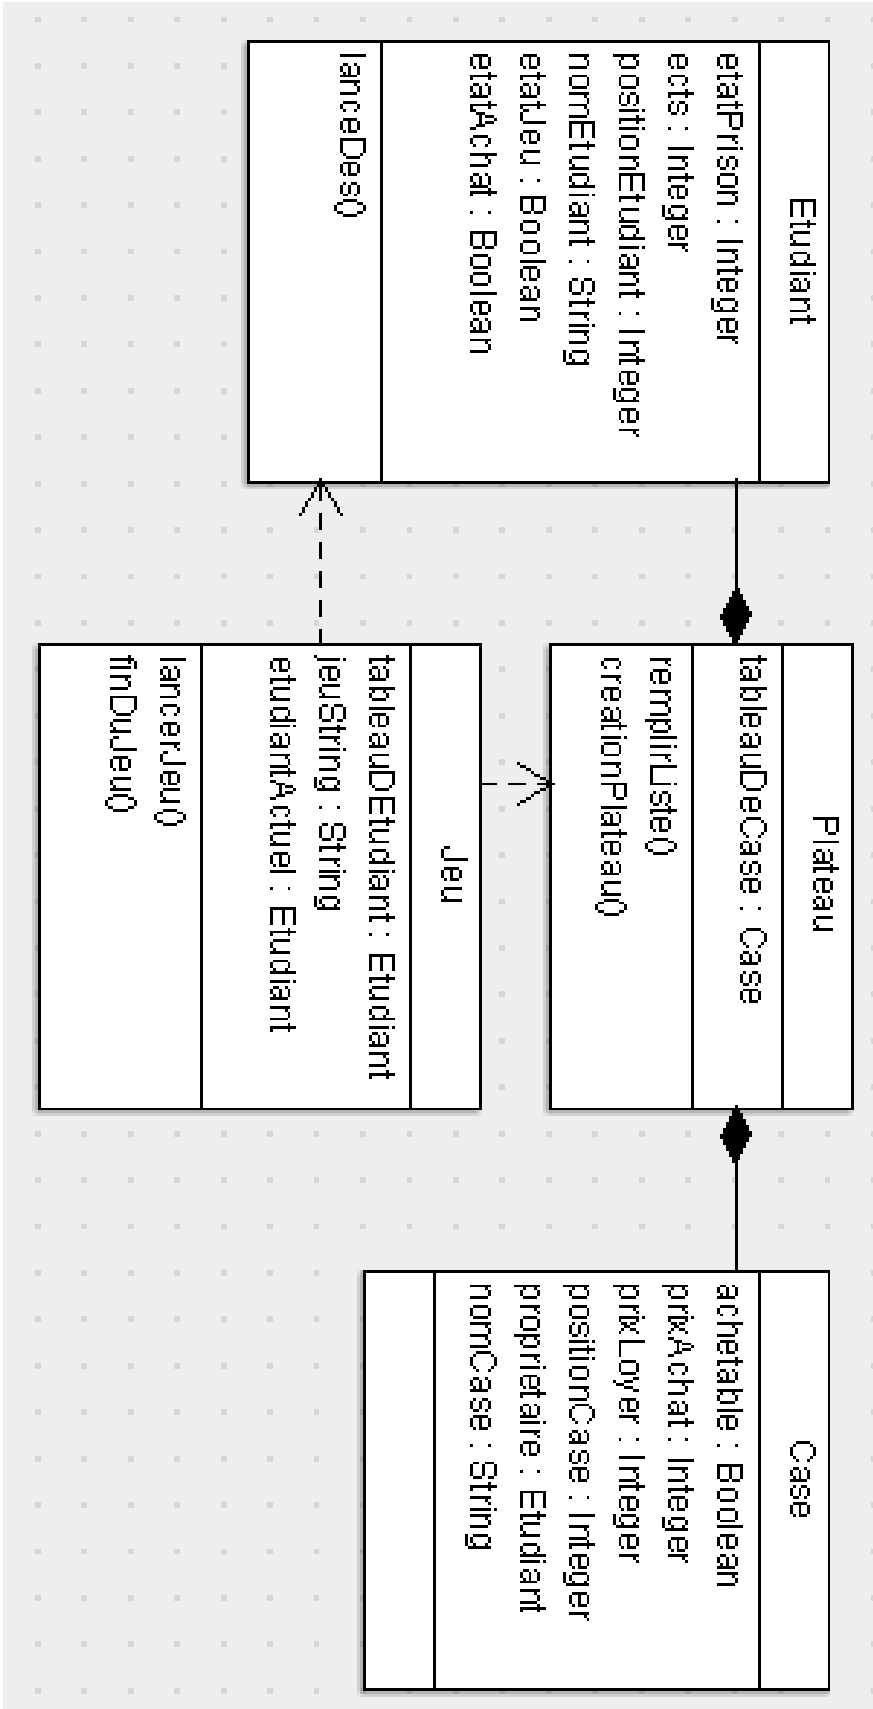 Etudiant
etatPrison : Integer
ects : Integer
positionEtudiant : Integer
nomEtudiant : String
etatJeu : Boolean
etatAchat : Boolean
lanceDes()
Plateau
tableauDeCase : Case
remplirListe()
creationPlateau()
Case
achetable : Boolean
prixAchat : Integer
prixLoyer : Integer
positionCase : Integer
proprietaire : Etudiant
nomCase : String
Jeu
tableauDEtudiant : Etudiant
jeuString : String
etudiantActuel : Etudiant
lancerJeu()
finDuJeu()